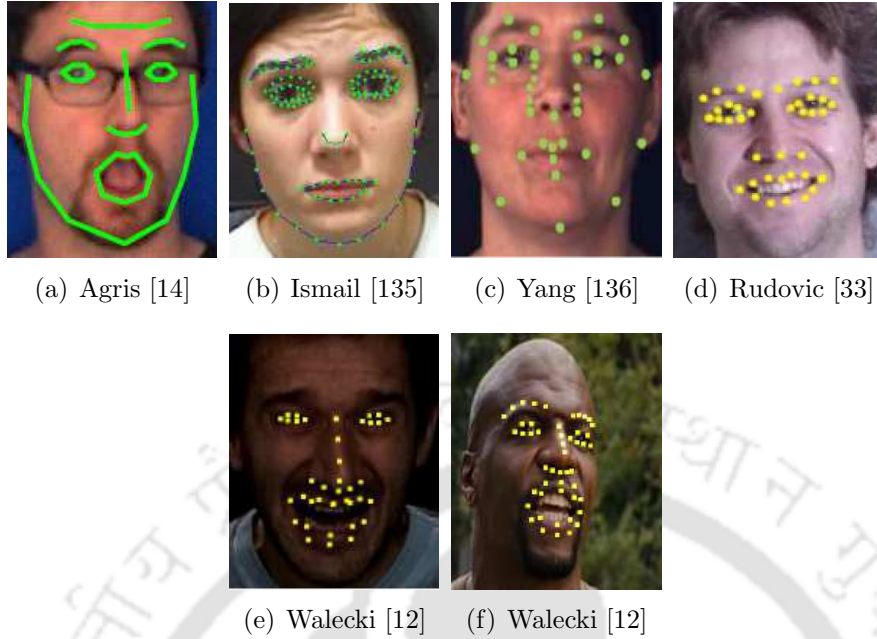 (a) Agris [14]
(b) Ismail [135]
(c) Yang [136]
(d) Rudovic [33]
(e) Walecki [12]
(f) Walecki [12]